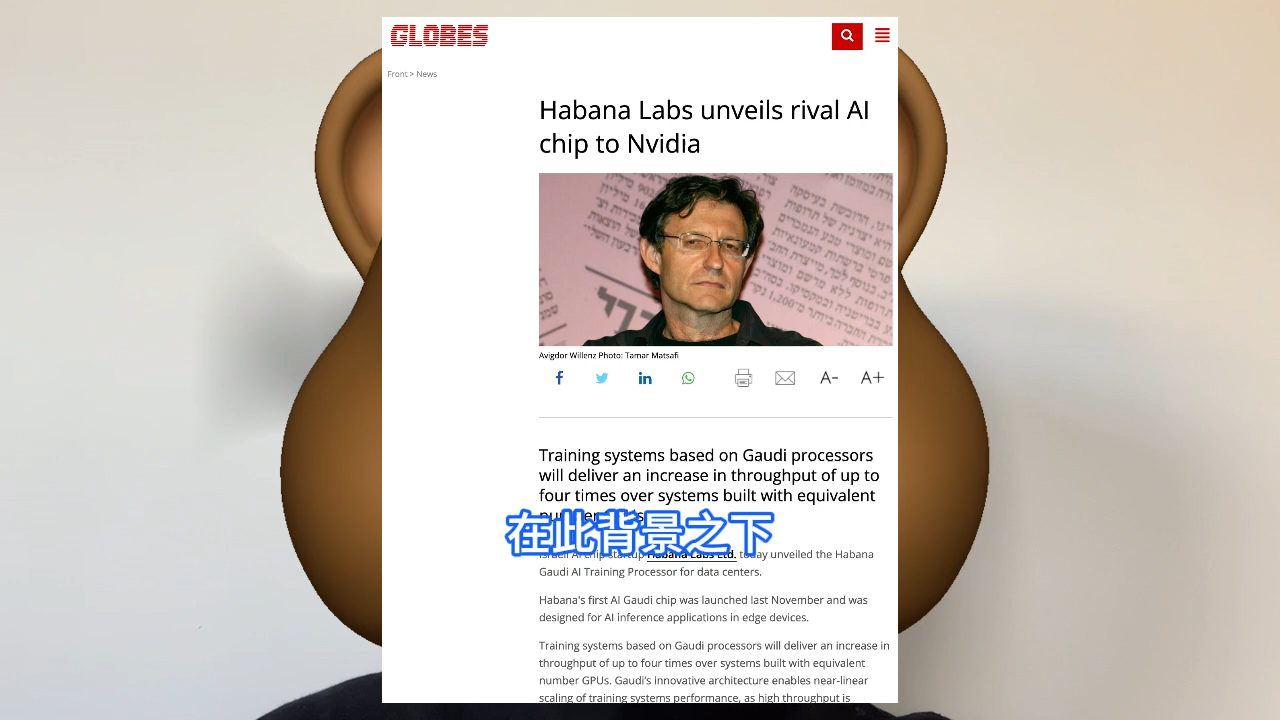 GLOBES
Front > News
Habana Labs unveils rival AI
chip to Nvidia
Avigdor Willenz Photo: Tamar Matsafi
A-
A+
Training systems based on Gaudi processors
will deliver an increase in throughput of up to
four times over systems built with equivalent
在此背景之下
Israeli AI chip startup Habana Labs Ltd. today unveiled the Habana
Gaudi AI Training Processor for data centers.
Habana's first AI Gaudi chip was launched last November and was
designed for AI inference applications in edge devices.
Training systems based on Gaudi processors will deliver an increase in
throughput of up to four times over systems built with equivalent
number GPUs. Gaudi's innovative architecture enables near-linear
scaling of training systems performance, as high throughput is